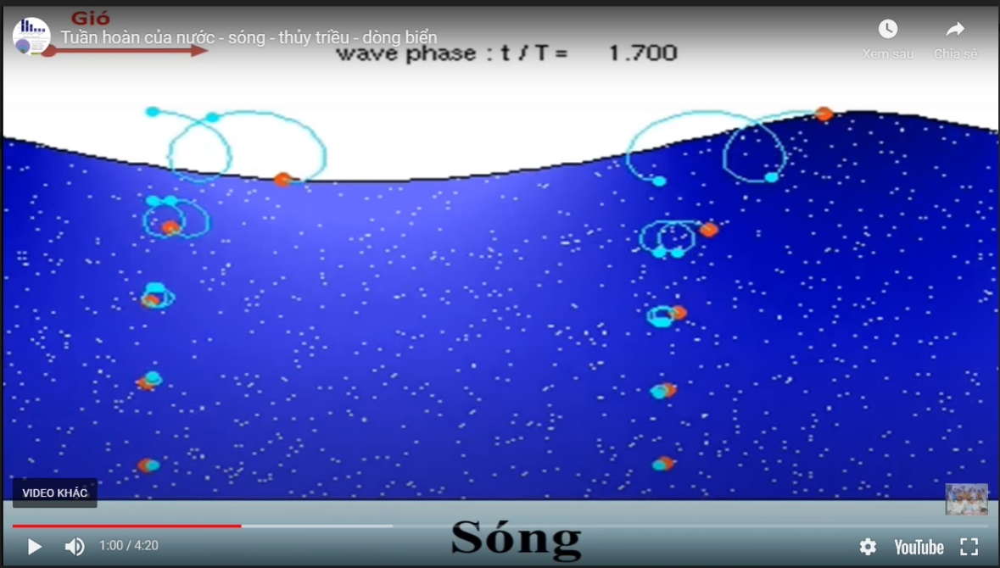 Gió
Tuần hoàn của nước - sóng - thủy triều - dòng biển
Xem sau
Chia sẻ
wave phase : t / T = 1.700
VIDEO KHÁC
Sóng
1:00 / 4:20
YouTube